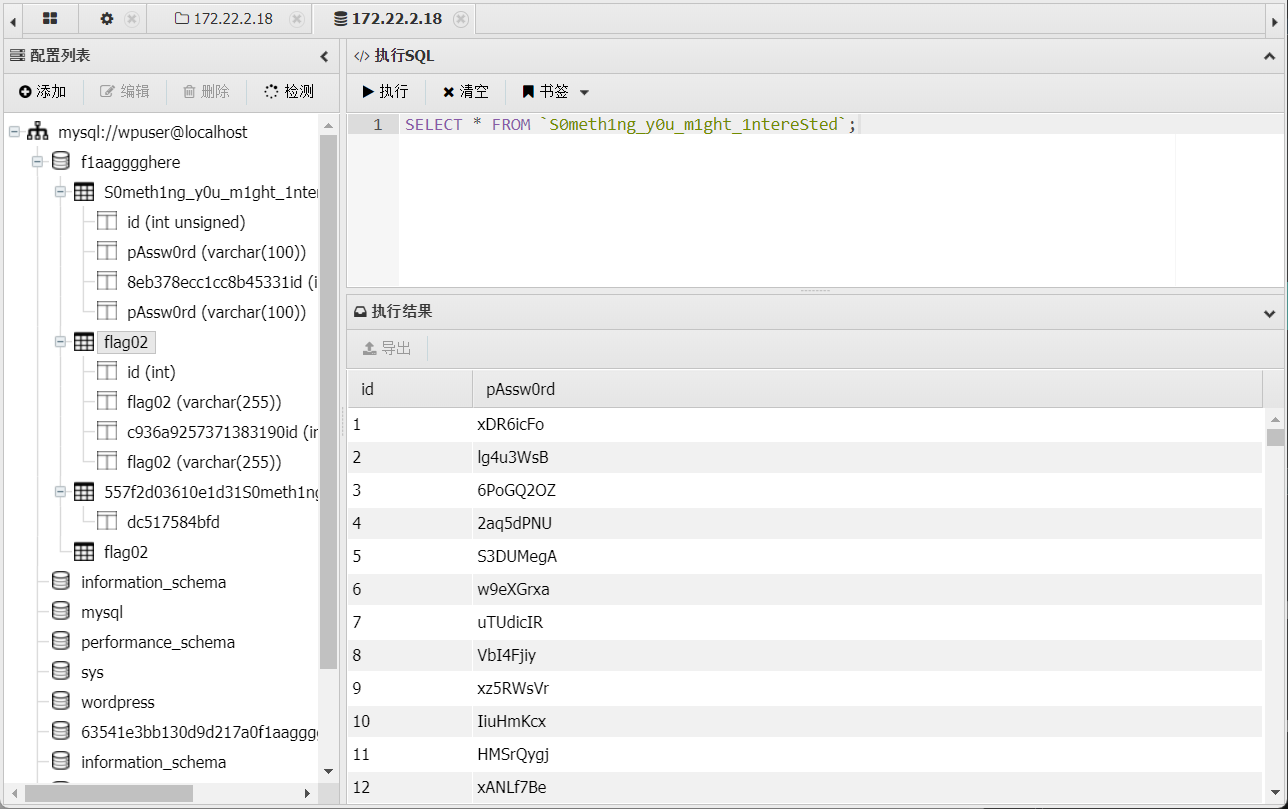 172.22.2.18
172.22.2.18
配置列表
添加
编辑
删除
检测
mysql://wpuser@localhost
f1aagggghere
S0meth1ng_y0u_m1ght_1nter
id (int unsigned)
pAssw0rd (varchar(100))
8eb378ecc1cc8b45331id (i
pAssw0rd (varchar(100))
flag02
id (int)
flag02 (varchar(255))
c936a9257371383190id (in
flag02 (varchar(255))
557f2d03610e1d31S0meth1ng
dc517584bfd
flag02
information_schema
mysql
performance_schema
sys
wordpress
63541e3bb130d9d217a0f1aaggg
information_schema
执行SQL
执行
清空
书签
1 SELECT * FROM `S0meth1ng_y0u_m1ght_1ntereSted`;
执行结果
导出
id pAssw0rd
1 xDR6icFo
2 lg4u3WsB
3 6PoGQ2OZ
4 2aq5dPNU
5 S3DUMegA
6 w9eXGrxa
7 uTUdicIR
8 VbI4Fjiy
9 xz5RWsVr
10 IiuHmKcx
11 HMSrQygj
12 xANLf7Be